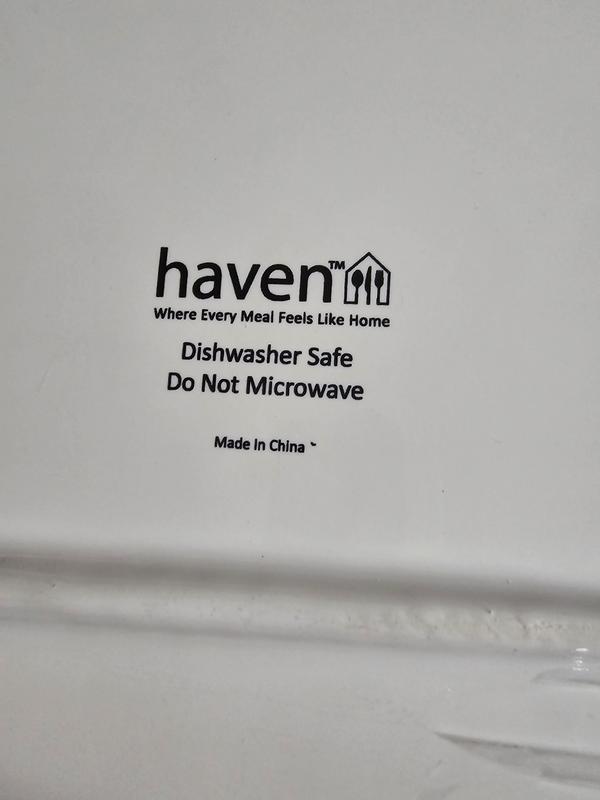 haven™
Where Every Meal Feels Like Home
Dishwasher Safe
Do Not Microwave
Made In China